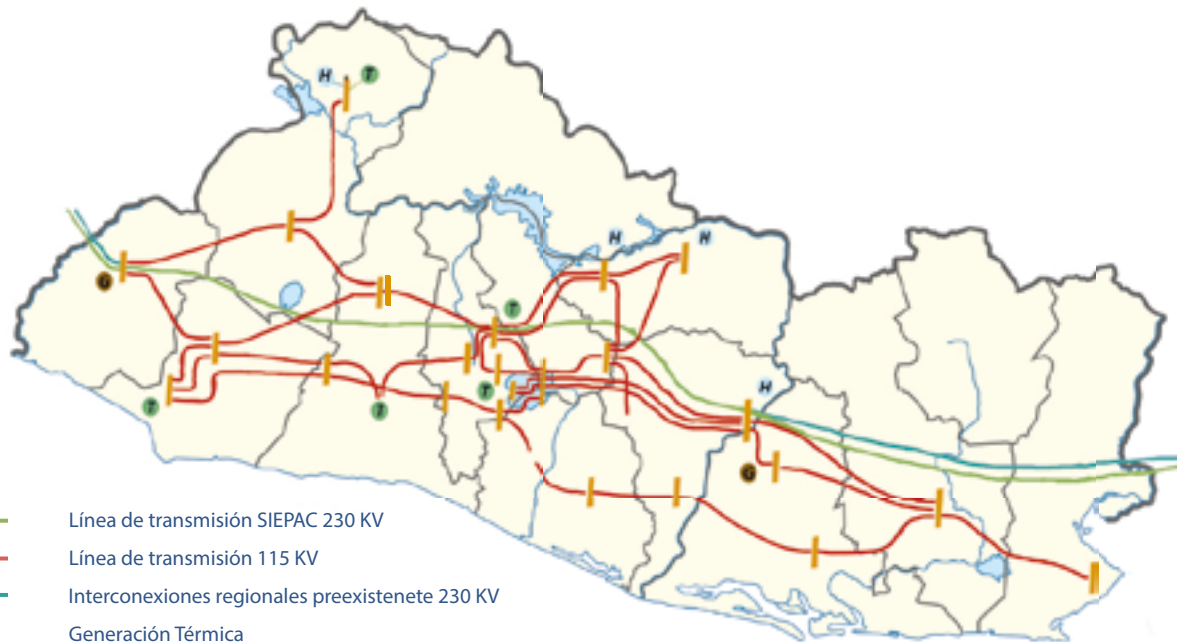 H T
G
H H
T
T
T T
H
G
Línea de transmisión SIEPAC 230 KV
Línea de transmisión 115 KV
Interconexiones regionales preexistenete 230 KV
Generación Térmica